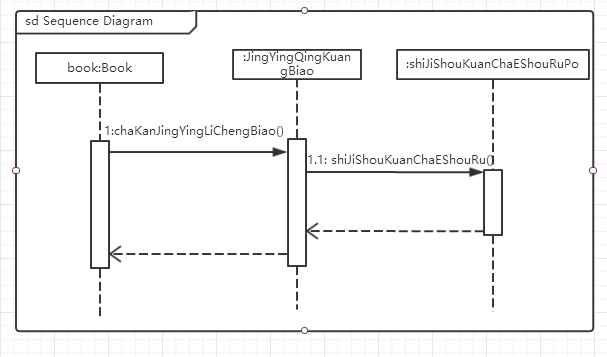 sd Sequence Diagram
book:Book
:JingYingQingKuan
gBiao
:shiJiShouKuanChaEShouRuPo
1:chaKanJingYingLiChengBiao()
1.1: shiJiShouKuanChaEShouRu()